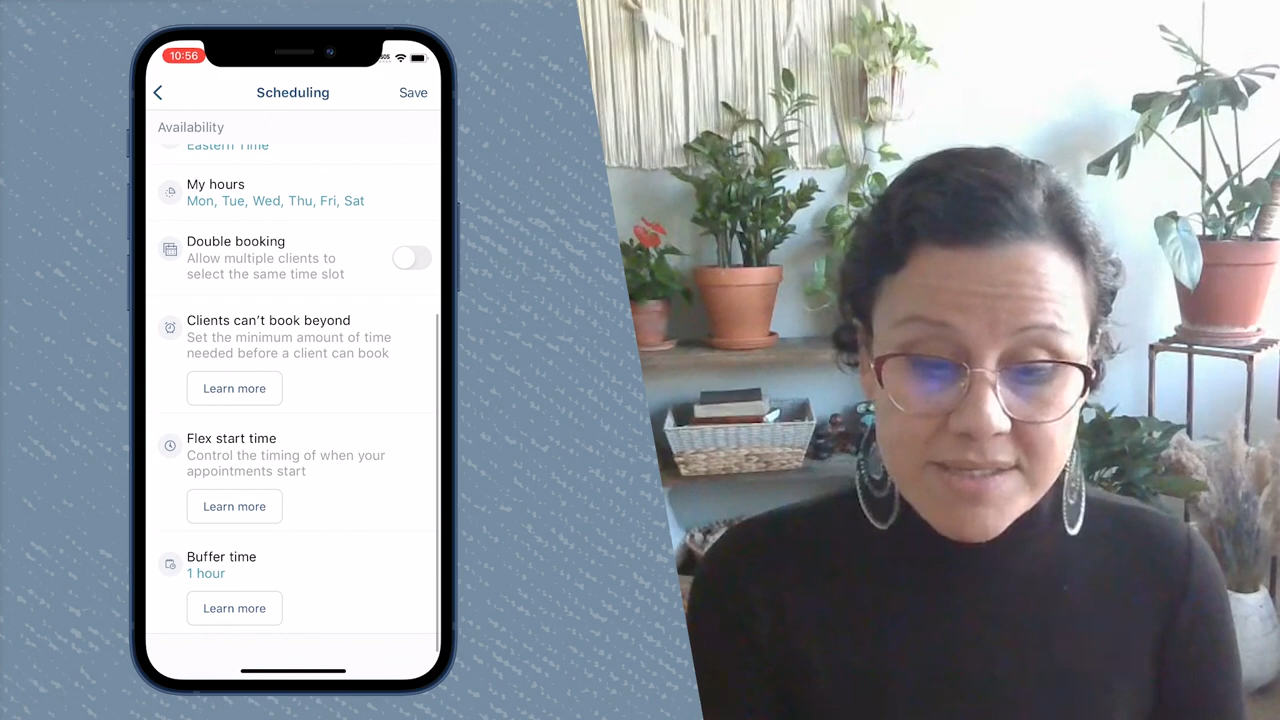 10:56
SOS
Scheduling
Save
Availability
Eastern Time
My hours
Mon, Tue, Wed, Thu, Fri, Sat
Double booking
Allow multiple clients to
select the same time slot
Clients can’t book beyond
Set the minimum amount of time
needed before a client can book
Learn more
Flex start time
Control the timing of when your
appointments start
Learn more
Buffer time
1 hour
Learn more